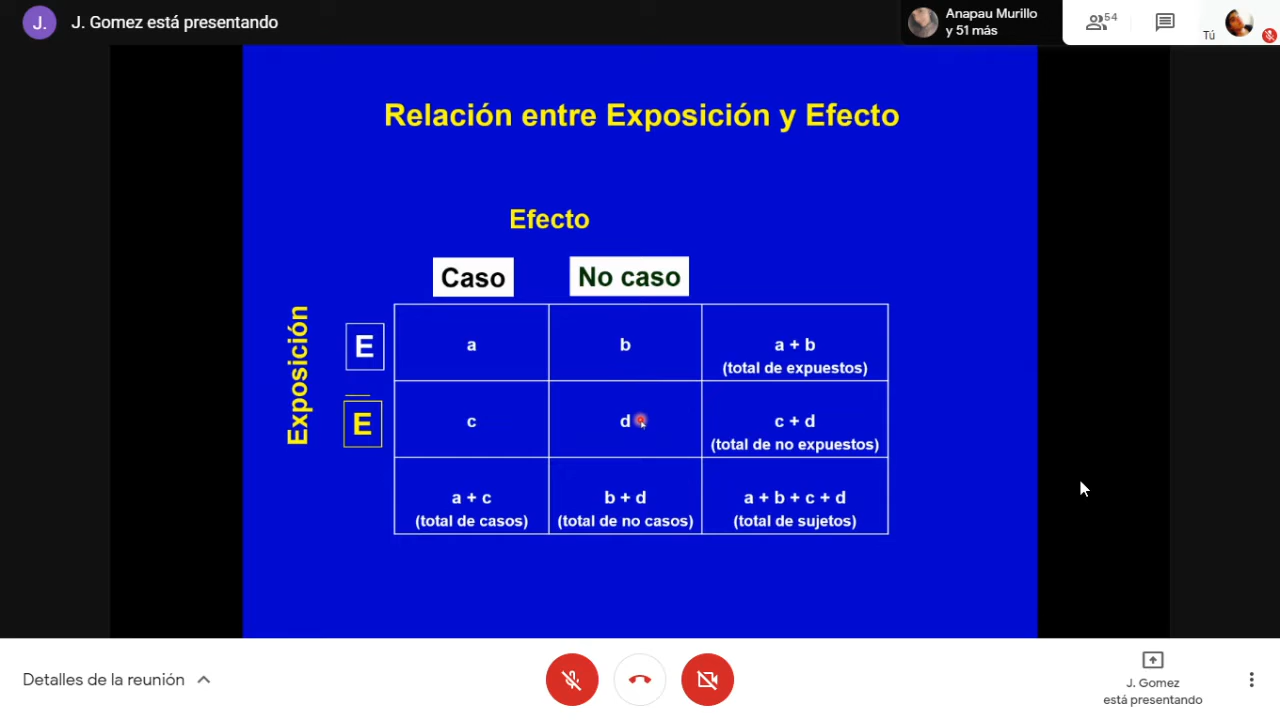 J.
J. Gomez está presentando
Anapau Murillo
y 51 más
54
Tú
Relación entre Exposición y Efecto
Efecto
Caso
No caso
Exposición
E
a
b
a + b
(total de expuestos)
E
c
d
c + d
(total de no expuestos)
a + c
(total de casos)
b + d
(total de no casos)
a + b + c + d
(total de sujetos)
Detalles de la reunión
J. Gomez
está presentando